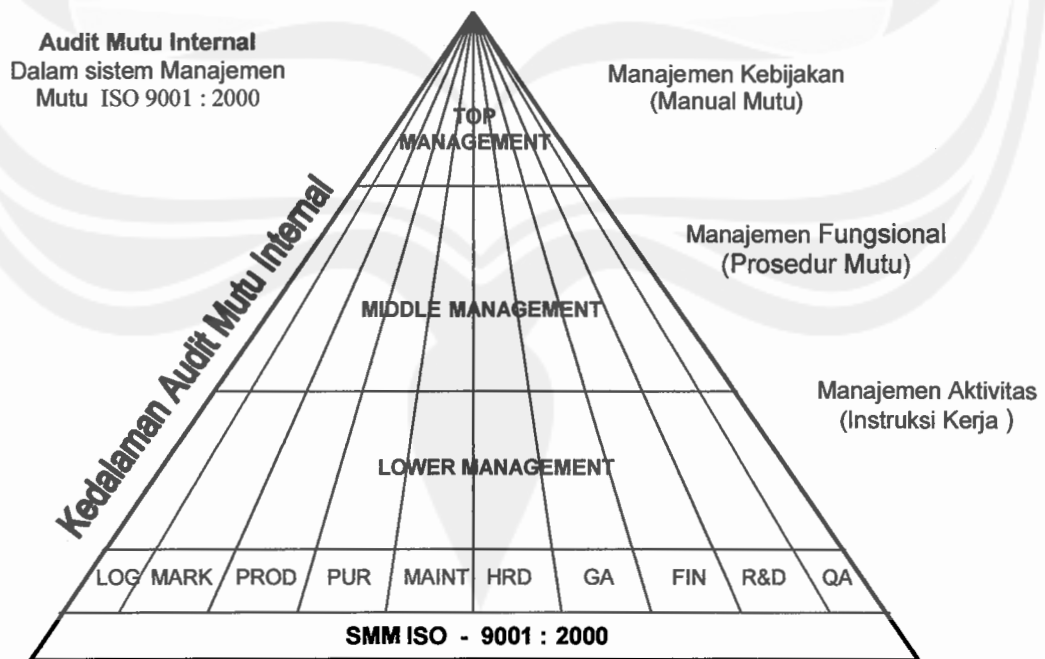 Audit Mutu Internal
Dalam sistem Manajemen
Mutu ISO 9001 : 2000
Manajemen Kebijakan
(Manual Mutu)
TOP
MANAGEMENT
Kedalaman Audit Mutu Internal
Manajemen Fungsional
(Prosedur Mutu)
MIDDLE MANAGEMENT
Manajemen Aktivitas
(Instruksi Kerja )
LOWER MANAGEMENT
LOG MARK PROD PUR MAINT HRD GA FIN R&D QA
SMM ISO - 9001 : 2000